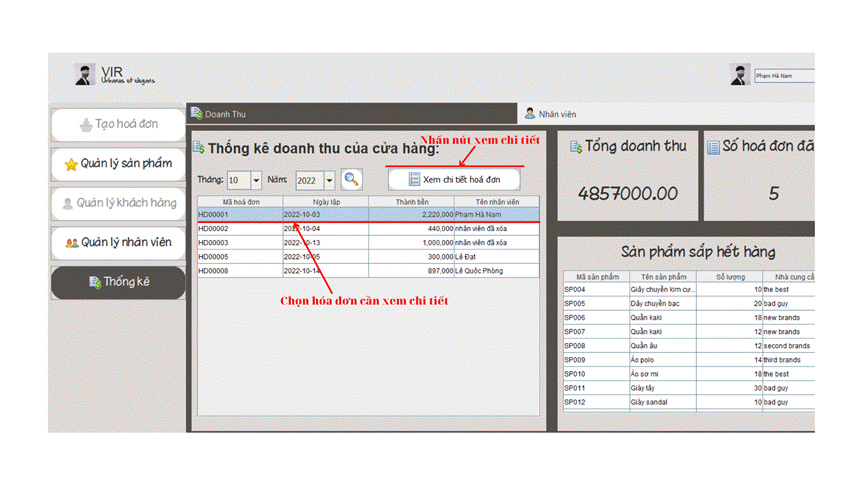 VIR
Urbanus et elegans
Phạm Hà Nam
Tạo hoá đơn
Quản lý sản phẩm
Quản lý khách hàng
Quản lý nhân viên
Thống kê
Doanh Thu
Nhân viên
Thống kê doanh thu của cửa hàng:
Nhấn nút xem chi tiết
Tháng: 10 Năm: 2022
Xem chi tiết hoá đơn
Mã hoá đơn Ngày lập Thành tiền Tên nhân viên
HD00001 2022-10-03 2,220,000 Phạm Hà Nam
HD00002 2022-10-04 440,000 nhân viên đã xóa
HD00003 2022-10-13 1,000,000 nhân viên đã xóa
HD00005 2022-10-05 300,000 Lê Đạt
HD00008 2022-10-14 897,000 Lê Quốc Phòng
Chọn hóa đơn cần xem chi tiết
Tổng doanh thu
4857000.00
Số hoá đơn đã
5
Sản phẩm sắp hết hàng
Mã sản phẩm Tên sản phẩm Số lượng Nhà cung cấ
SP004 Giây chuyền kim cư... 10 the best
SP005 Dây chuyền bạc 20 bad guy
SP006 Quần kaki 18 new brands
SP007 Quần kaki 12 new brands
SP008 Quần âu 12 second brands
SP009 Áo polo 14 third brands
SP010 Áo sơ mi 18 the best
SP011 Giày tây 30 bad guy
SP012 Giày sandal 10 bad guy